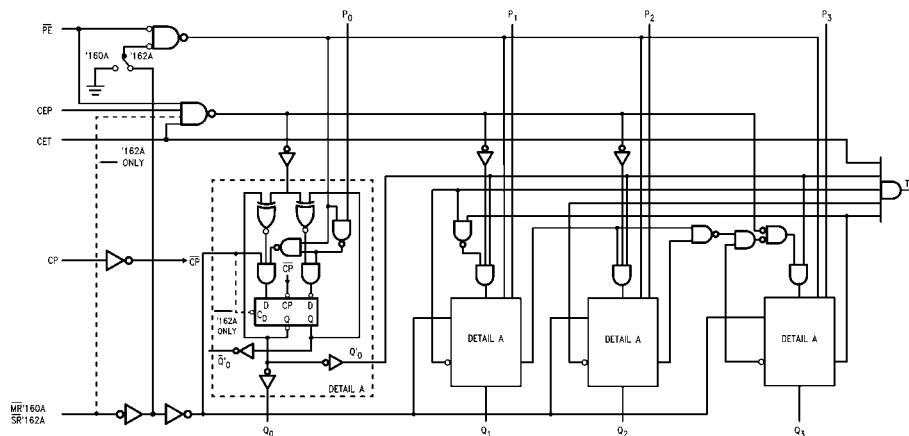 P0
P1
P2
P3
PE
'160A
'162A
CEP
CET
'162A
ONLY
CP
CP
CP
D
CP
D
CD
Q
Q
'162A
ONLY
Q'0
Q'0
DETAIL A
DETAIL A
DETAIL A
DETAIL A
MR'160A
SR'162A
Q0
Q1
Q2
Q3